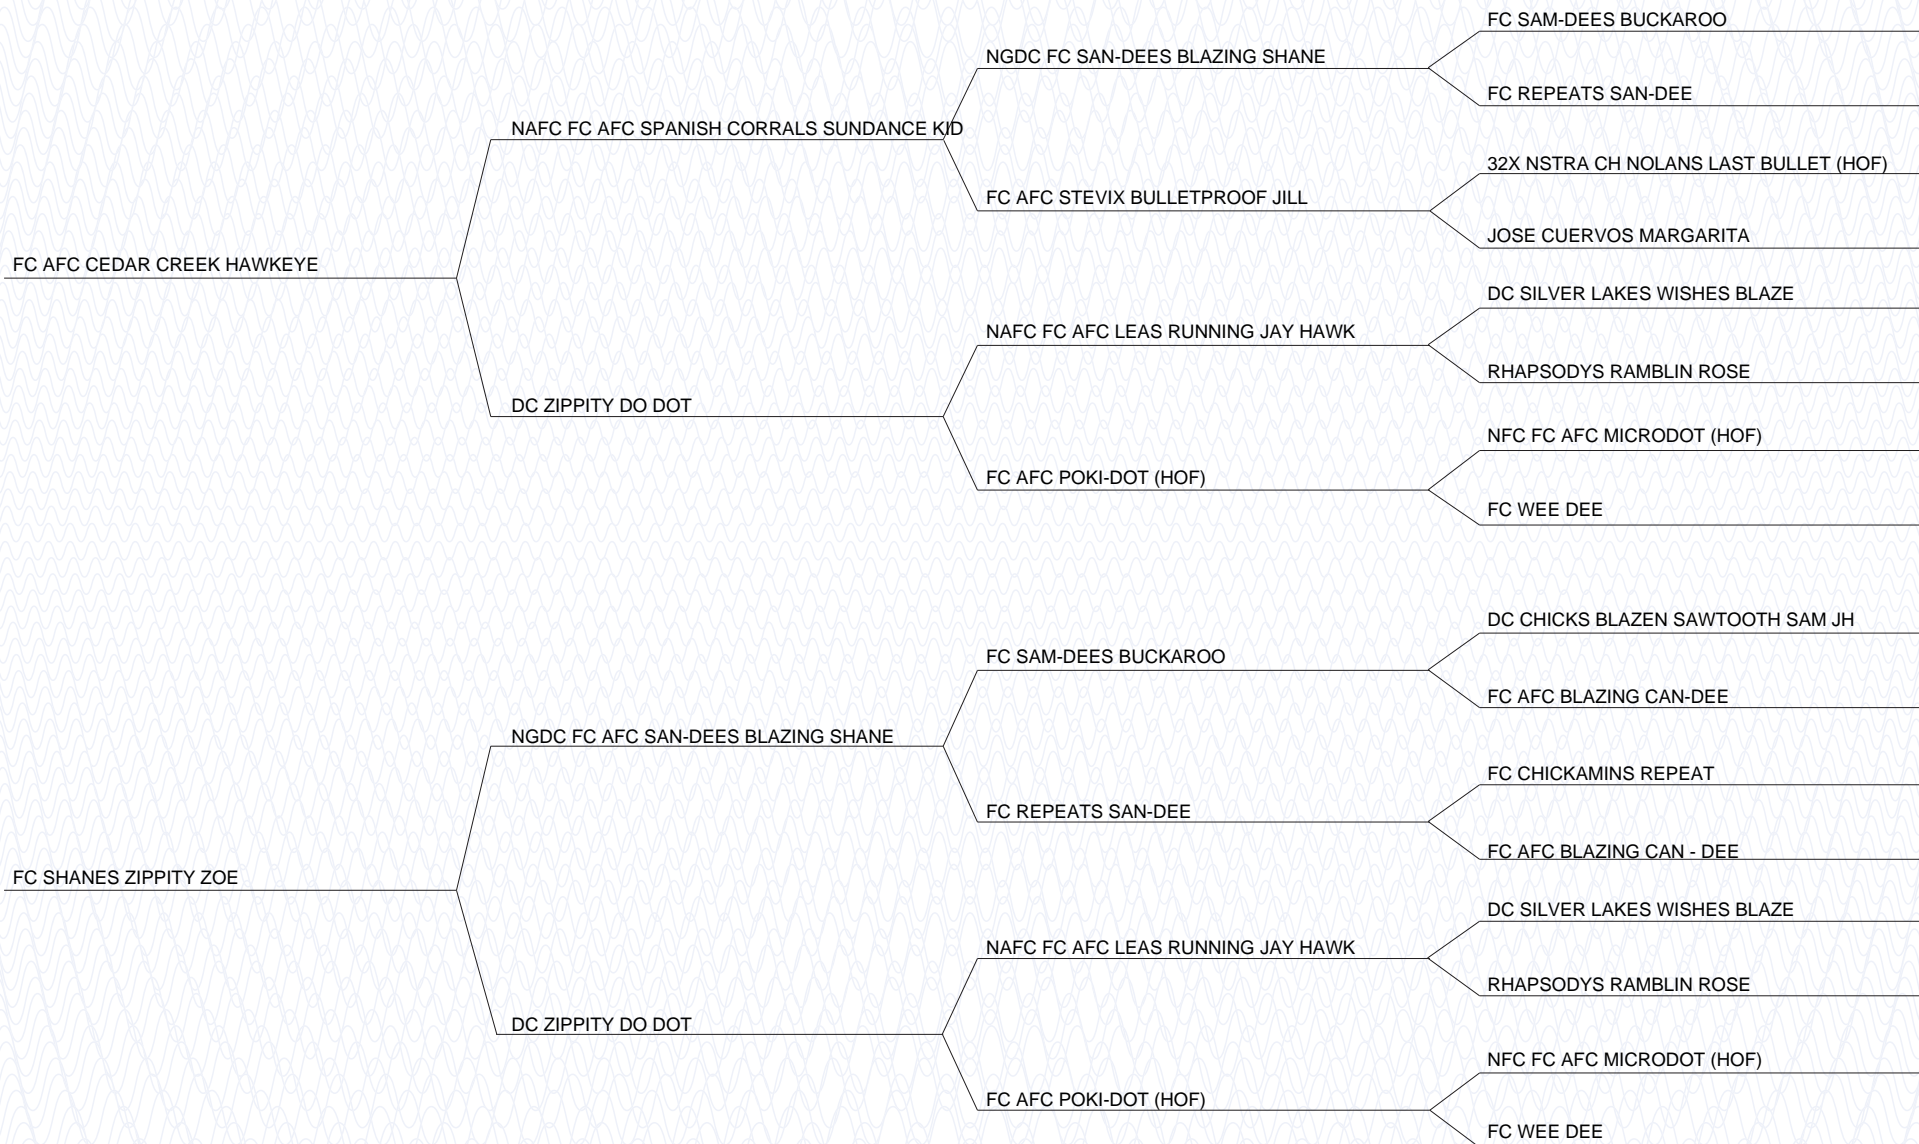 FC SAM-DEES BUCKAROO
NGDC FC SAN-DEES BLAZING SHANE
FC REPEATS SAN-DEE
NAFC FC AFC SPANISH CORRALS SUNDANCE KID
32X NSTRA CH NOLANS LAST BULLET (HOF)
FC AFC STEVIX BULLETPROOF JILL
JOSE CUERVOS MARGARITA
FC AFC CEDAR CREEK HAWKEYE
DC SILVER LAKES WISHES BLAZE
NAFC FC AFC LEAS RUNNING JAY HAWK
RHAPSODYS RAMBLIN ROSE
DC ZIPPITY DO DOT
NFC FC AFC MICRODOT (HOF)
FC AFC POKI-DOT (HOF)
FC WEE DEE
DC CHICKS BLAZEN SAWTOOTH SAM JH
FC SAM-DEES BUCKAROO
FC AFC BLAZING CAN-DEE
NGDC FC AFC SAN-DEES BLAZING SHANE
FC CHICKAMINS REPEAT
FC REPEATS SAN-DEE
FC AFC BLAZING CAN - DEE
FC SHANES ZIPPITY ZOE
DC SILVER LAKES WISHES BLAZE
NAFC FC AFC LEAS RUNNING JAY HAWK
RHAPSODYS RAMBLIN ROSE
DC ZIPPITY DO DOT
NFC FC AFC MICRODOT (HOF)
FC AFC POKI-DOT (HOF)
FC WEE DEE